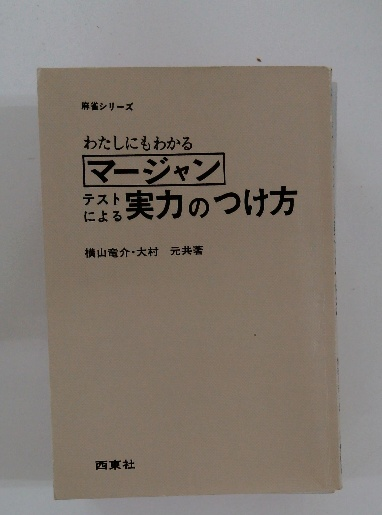 麻雀シリーズ
わたしにもわかる
マージャン
テストによる実力のつけ方
横山竜介・大村　元共著
西東社